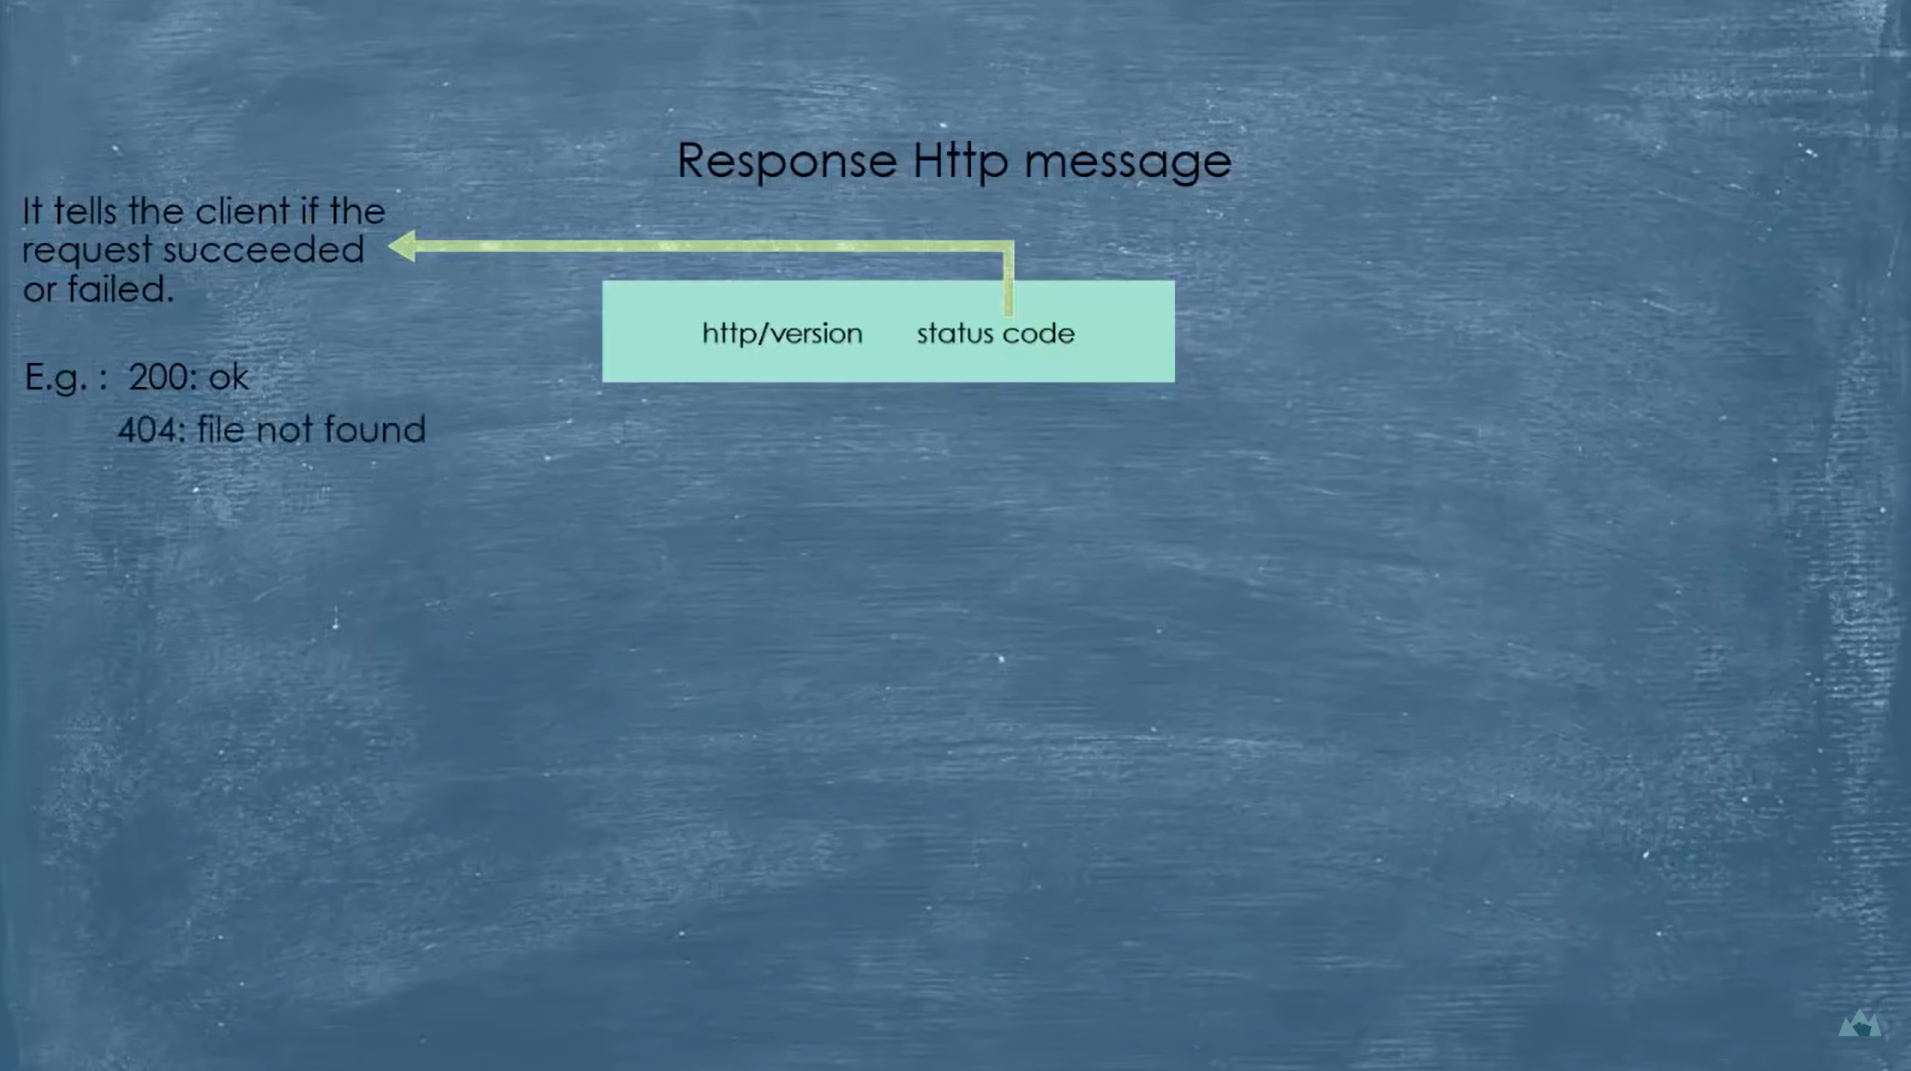 Response Http message
It tells the client if the
request succeeded
or failed.
http/version status code
E.g. : 200: ok
404: file not found